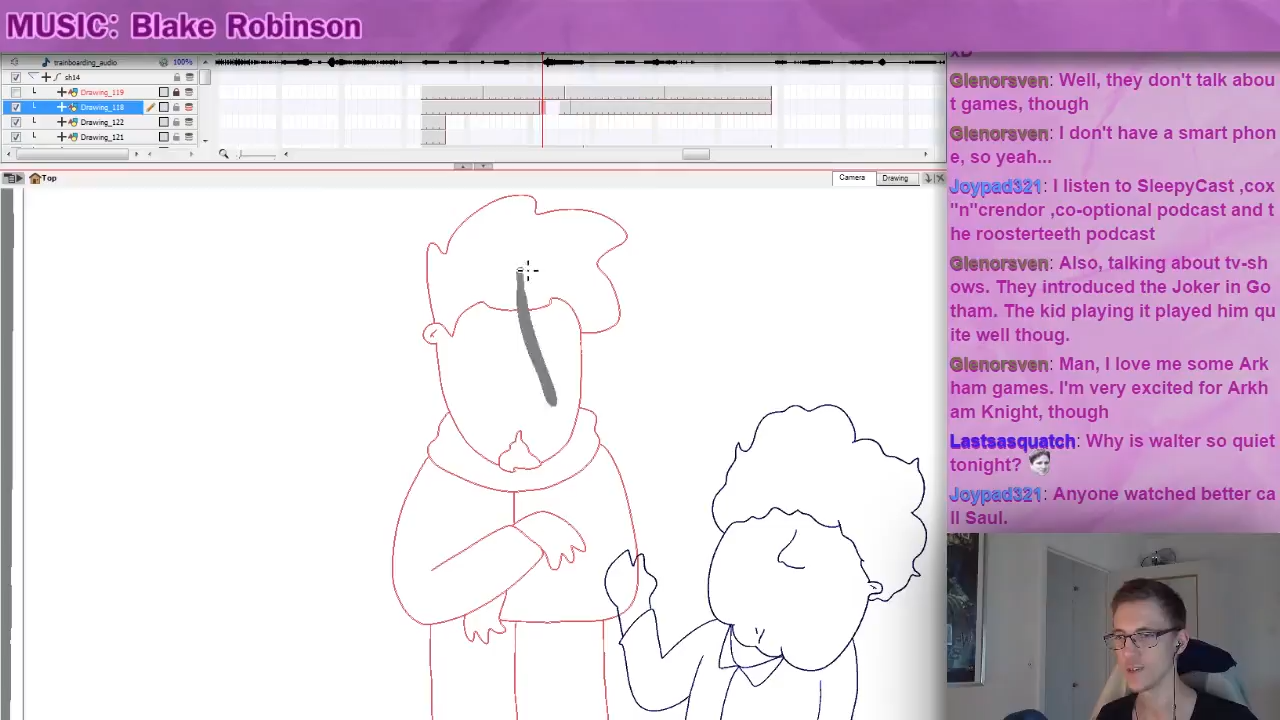 MUSIC: Blake Robinson
trainboarding_audio 100%
sh14
Drawing_119
Drawing_118
Drawing_122
Drawing_121
Top Camera Drawing
xD
Glenorsven: Well, they don't talk abou
t games, though
Glenorsven: I don't have a smart phon
e, so yeah...
Joypad321: I listen to SleepyCast ,cox
"n"crendor ,co-optional podcast and t
he roosterteeth podcast
Glenorsven: Also, talking about tv-sh
ows. They introduced the Joker in Go
tham. The kid playing it played him qu
ite well thoug.
Glenorsven: Man, I love me some Ark
ham games. I'm very excited for Arkh
am Knight, though
Lastsasquatch: Why is walter so quiet
tonight?
Joypad321: Anyone watched better ca
ll Saul.